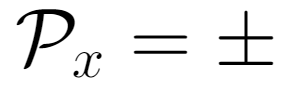 𝒫ₓ = ±